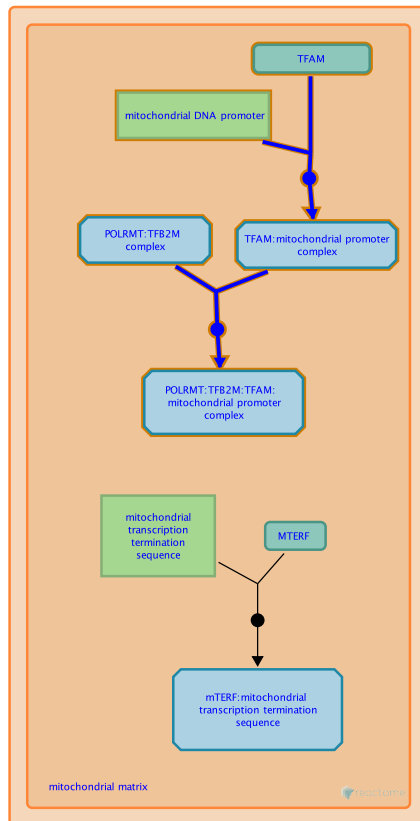 TFAM
mitochondrial DNA promoter
POLRMT:TFB2M
complex
TFAM:mitochondrial promoter
complex
POLRMT:TFB2M:TFAM:
mitochondrial promoter
complex
mitochondrial
transcription
termination
sequence
MTERF
mTERF:mitochondrial
transcription termination
sequence
mitochondrial matrix
reactome